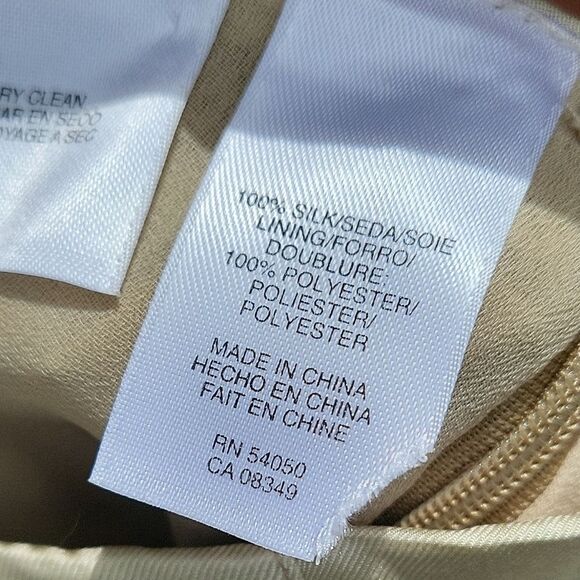 RY CLEAN
AR EN SECO
OYAGE A SEC
100% SILK/SEDA/SOIE
LINING/FORRO/
DOUBLURE:
100% POLYESTER/
POLIESTER/
POLYESTER
MADE IN CHINA
HECHO EN CHINA
FAIT EN CHINE
RN 54050
CA 08349